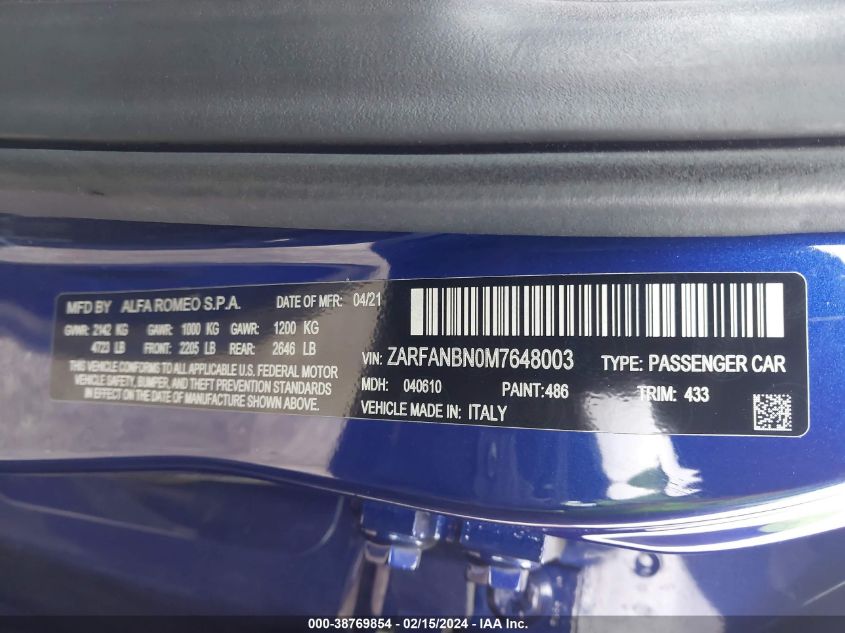 MFD BY ALFA ROMEO S.P.A. DATE OF MFR: 04/21
GVWR: 2142 KG GAWR: 1000 KG GAWR: 1200 KG
4723 LB FRONT: 2205 LB REAR: 2646 LB
THIS VEHICLE CONFORMS TO ALL APPLICABLE U.S. FEDERAL MOTOR
VEHICLE SAFETY, BUMPER, AND THEFT PREVENTION STANDARDS
IN EFFECT ON THE DATE OF MANUFACTURE SHOWN ABOVE.
VIN: ZARFANBN0M7648003 TYPE: PASSENGER CAR
MDH: 040610 PAINT:486 TRIM: 433
VEHICLE MADE IN: ITALY
000-38769854 - 02/15/2024 - IAA Inc.